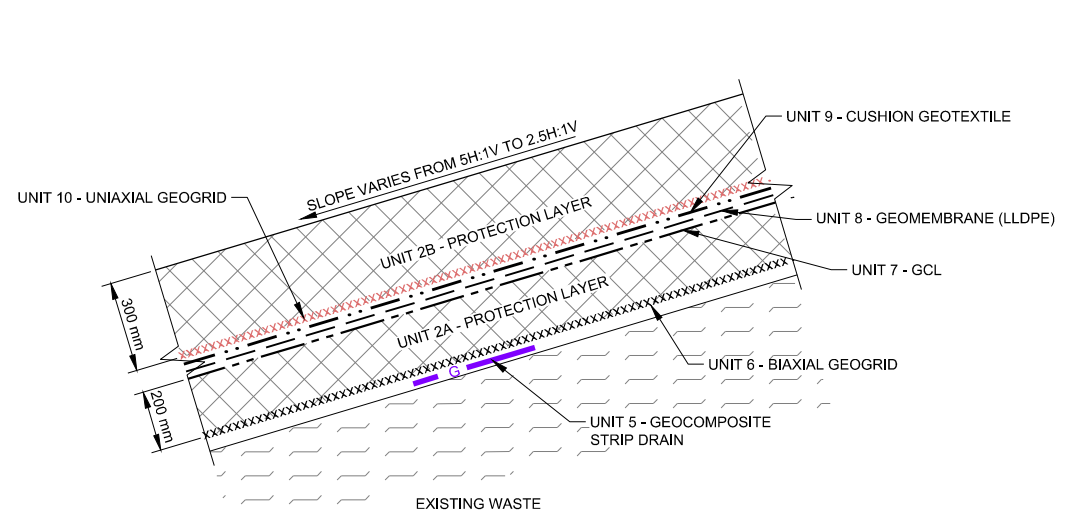 UNIT 9 - CUSHION GEOTEXTILE
SLOPE VARIES FROM 5H:1V TO 2.5H:1V
UNIT 10 - UNIAXIAL GEOGRID
UNIT 2B - PROTECTION LAYER
UNIT 8 - GEOMEMBRANE (LLDPE)
UNIT 7 - GCL
300 mm
UNIT 2A - PROTECTION LAYER
UNIT 6 - BIAXIAL GEOGRID
G
200 mm
UNIT 5 - GEOCOMPOSITE
STRIP DRAIN
EXISTING WASTE